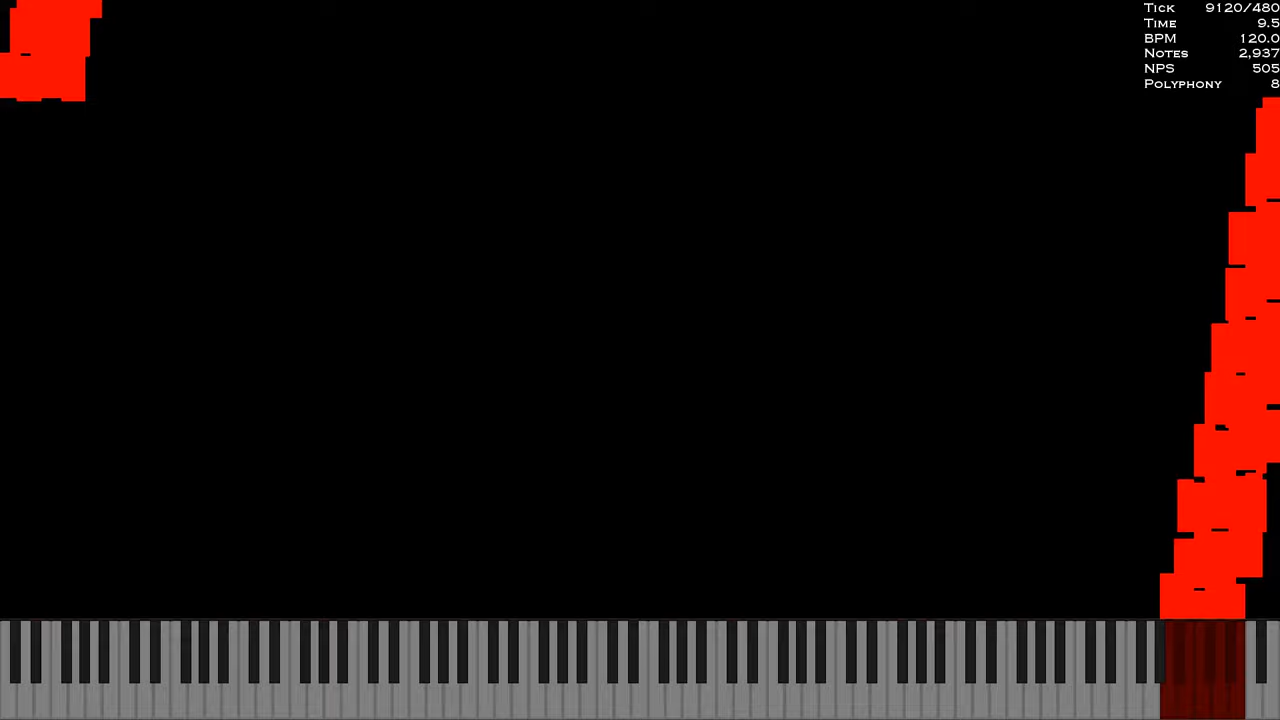 Tick 9120/480
Time 9.5
BPM 120.0
Notes 2,937
NPS 505
Polyphony 8